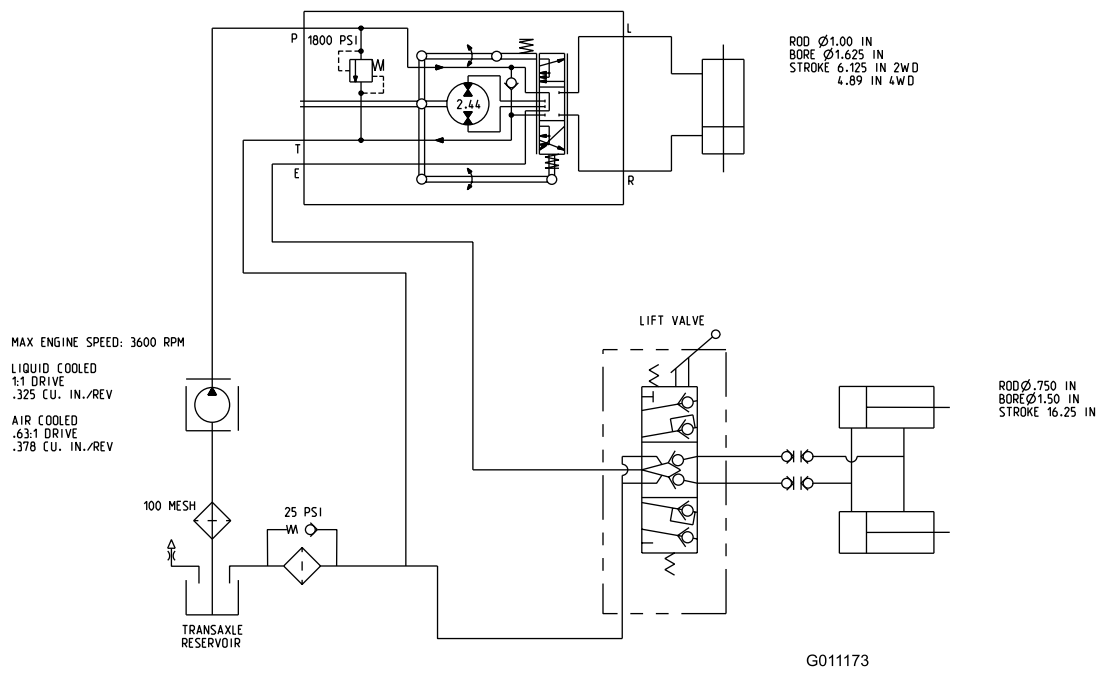 P
1800 PSI
L
ROD Ø1.00 IN
BORE Ø1.625 IN
STROKE 6.125 IN 2WD
4.89 IN 4WD
2.44
T
E
R
LIFT VALVE
MAX ENGINE SPEED: 3600 RPM
LIQUID COOLED
1:1 DRIVE
.325 CU. IN./REV
AIR COOLED
.63:1 DRIVE
.378 CU. IN./REV
RODØ.750 IN
BOREØ1.50 IN
STROKE 16.25 IN
100 MESH
25 PSI
TRANSAXLE
RESERVOIR
G011173